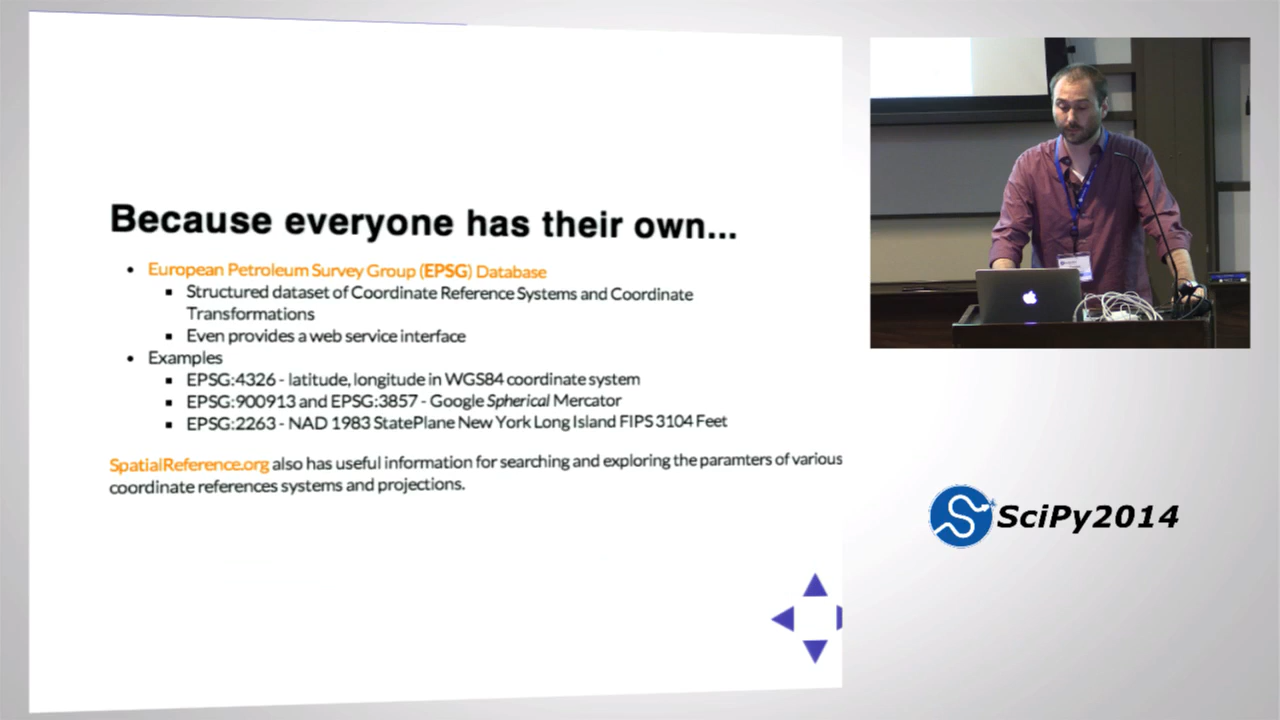 Because everyone has their own...
• European Petroleum Survey Group (EPSG) Database
▪ Structured dataset of Coordinate Reference Systems and Coordinate
Transformations
▪ Even provides a web service interface
• Examples
▪ EPSG:4326 - latitude, longitude in WGS84 coordinate system
▪ EPSG:900913 and EPSG:3857 - Google Spherical Mercator
▪ EPSG:2263 - NAD 1983 StatePlane New York Long Island FIPS 3104 Feet
SpatialReference.org also has useful information for searching and exploring the paramters of various
coordinate references systems and projections.
SciPy2014